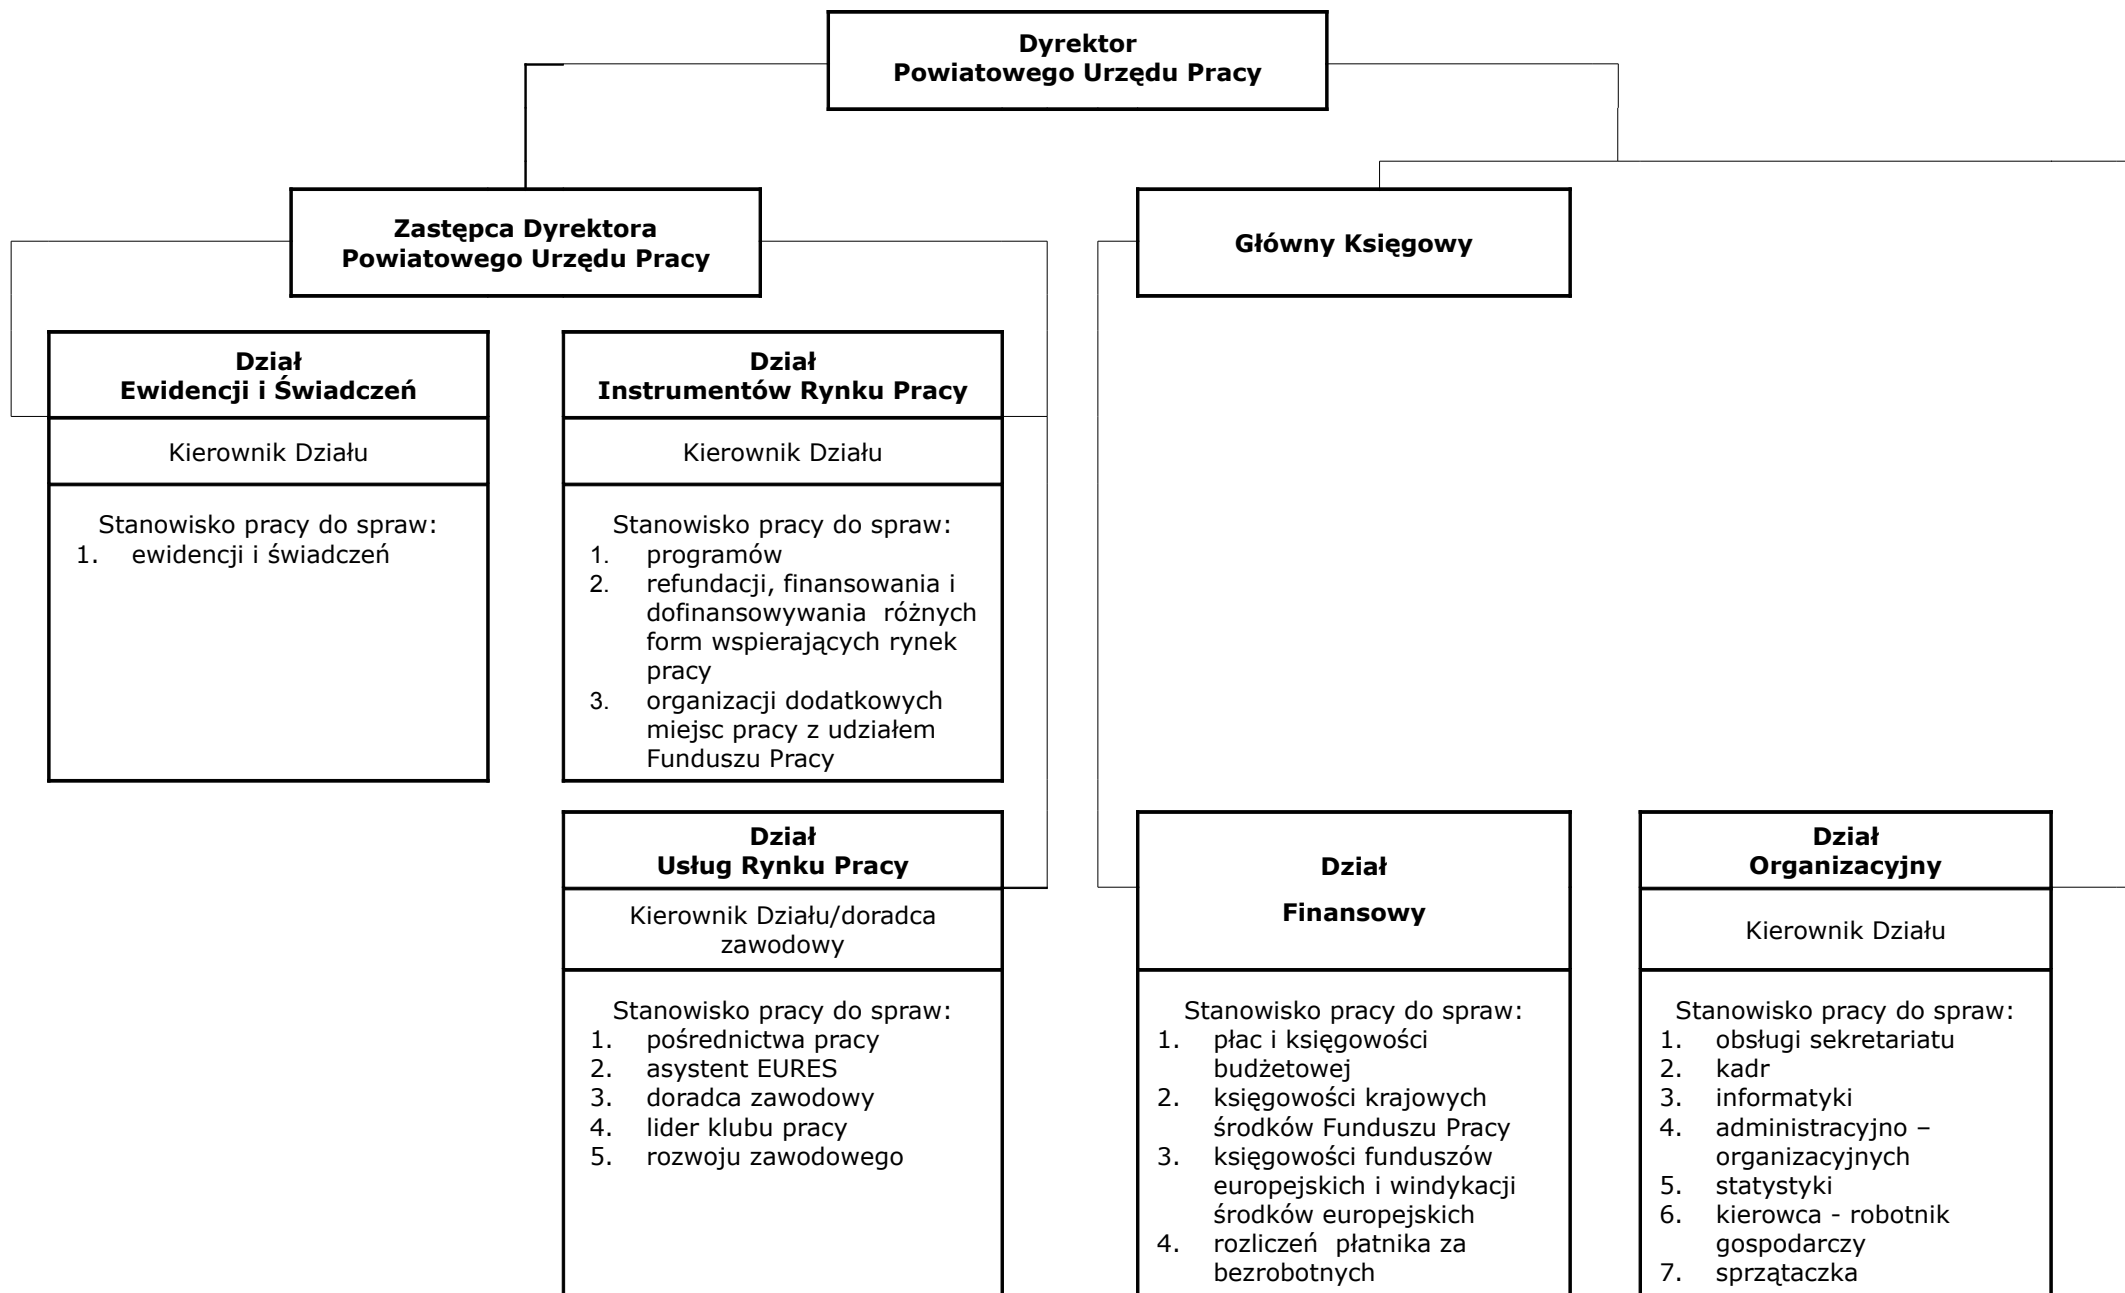 Dyrektor
Powiatowego Urzędu Pracy
Zastępca Dyrektora
Powiatowego Urzędu Pracy
Główny Księgowy
Dział
Ewidencji i Świadczeń
Kierownik Działu
Stanowisko pracy do spraw:
1. ewidencji i świadczeń
Dział
Instrumentów Rynku Pracy
Kierownik Działu
Stanowisko pracy do spraw:
1. programów
2. refundacji, finansowania i
dofinansowywania różnych
form wspierających rynek
pracy
3. organizacji dodatkowych
miejsc pracy z udziałem
Funduszu Pracy
Dział
Usług Rynku Pracy
Kierownik Działu/doradca
zawodowy
Stanowisko pracy do spraw:
1. pośrednictwa pracy
2. asystent EURES
3. doradca zawodowy
4. lider klubu pracy
5. rozwoju zawodowego
Dział
Finansowy
Stanowisko pracy do spraw:
1. płac i księgowości
budżetowej
2. księgowości krajowych
środków Funduszu Pracy
3. księgowości funduszów
europejskich i windykacji
środków europejskich
4. rozliczeń płatnika za
bezrobotnych
Dział
Organizacyjny
Kierownik Działu
Stanowisko pracy do spraw:
1. obsługi sekretariatu
2. kadr
3. informatyki
4. administracyjno –
organizacyjnych
5. statystyki
6. kierowca - robotnik
gospodarczy
7. sprzątaczka